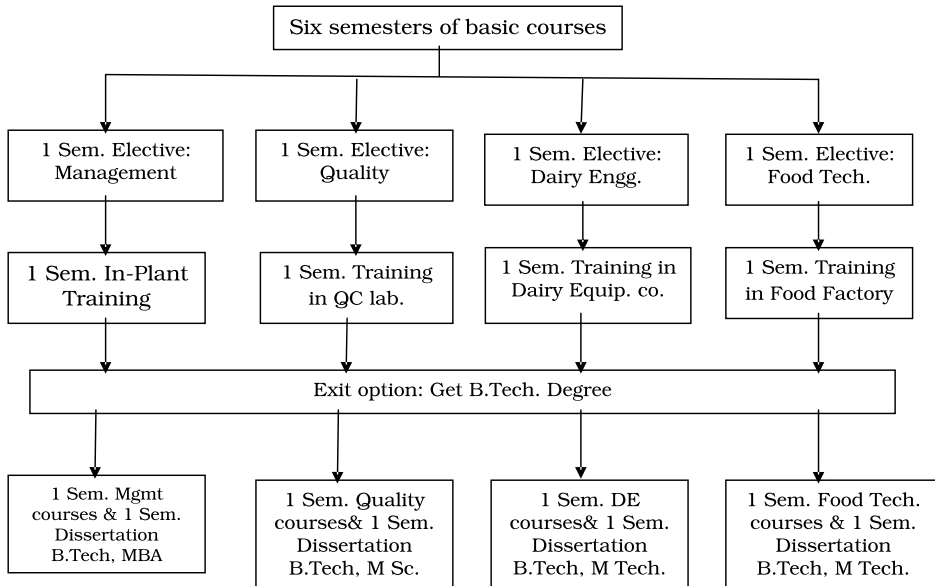 Six semesters of basic courses
1 Sem. Elective:
Management
1 Sem. Elective:
Quality
1 Sem. Elective:
Dairy Engg.
1 Sem. Elective:
Food Tech.
1 Sem. In-Plant
Training
1 Sem. Training
in QC lab.
1 Sem. Training in
Dairy Equip. co.
1 Sem. Training
in Food Factory
Exit option: Get B.Tech. Degree
1 Sem. Mgmt
courses & 1 Sem.
Dissertation
B.Tech, MBA
1 Sem. Quality
courses& 1 Sem.
Dissertation
B.Tech, M Sc.
1 Sem. DE
courses& 1 Sem.
Dissertation
B.Tech, M Tech.
1 Sem. Food Tech.
courses & 1 Sem.
Dissertation
B.Tech, M Tech.